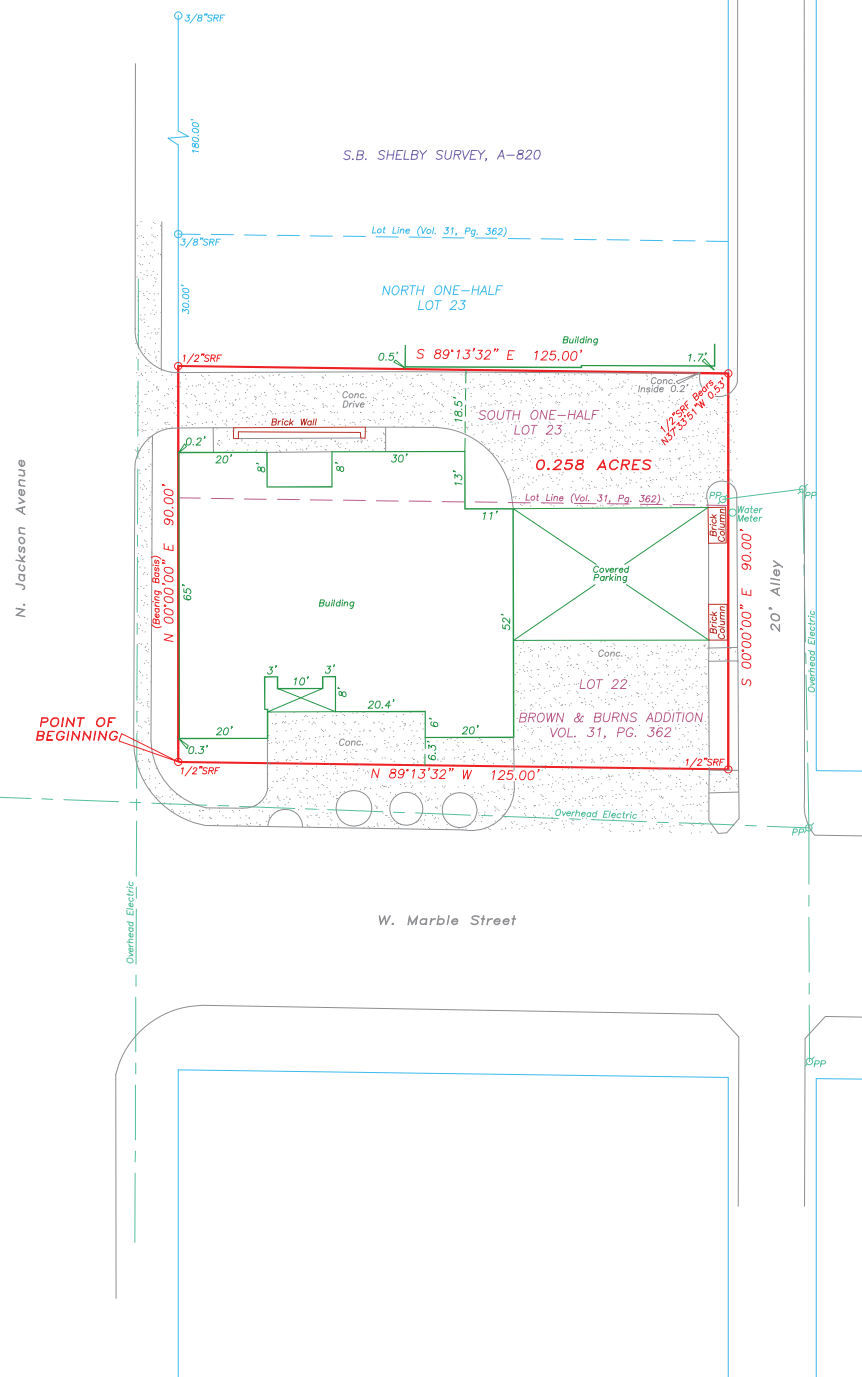 3/8"SRF
180.00'
S.B. SHELBY SURVEY, A-820
Lot Line (Vol. 31, Pg. 362)
3/8"SRF
NORTH ONE-HALF
LOT 23
30.00'
Building
1/2"SRF
0.5'
S 89°13'32" E 125.00'
1.7'
Conc.
Inside 0.2'
1/2"SRF Bears
N37°33'51"W 0.53'
Conc.
Drive
18.5'
SOUTH ONE-HALF
LOT 23
Brick Wall
0.2'
20'
8'
8'
30'
13'
0.258 ACRES
Lot Line (Vol. 31, Pg. 362)
11'
PP
PP
Water
Meter
Brick
Column
N. Jackson Avenue
(Bearing Basis)
N 00°00'00" E 90.00'
65'
Building
Covered
Parking
52'
Brick
Column
S 00°00'00" E 90.00'
20' Alley
Overhead Electric
Conc.
3'
10'
3'
8'
20.4'
LOT 22
BROWN & BURNS ADDITION
VOL. 31, PG. 362
POINT OF
BEGINNING
20'
0.3'
Conc.
6'
20'
6.3'
1/2"SRF
1/2"SRF
N 89°13'32" W 125.00'
Overhead Electric
PP
Overhead Electric
W. Marble Street
PP